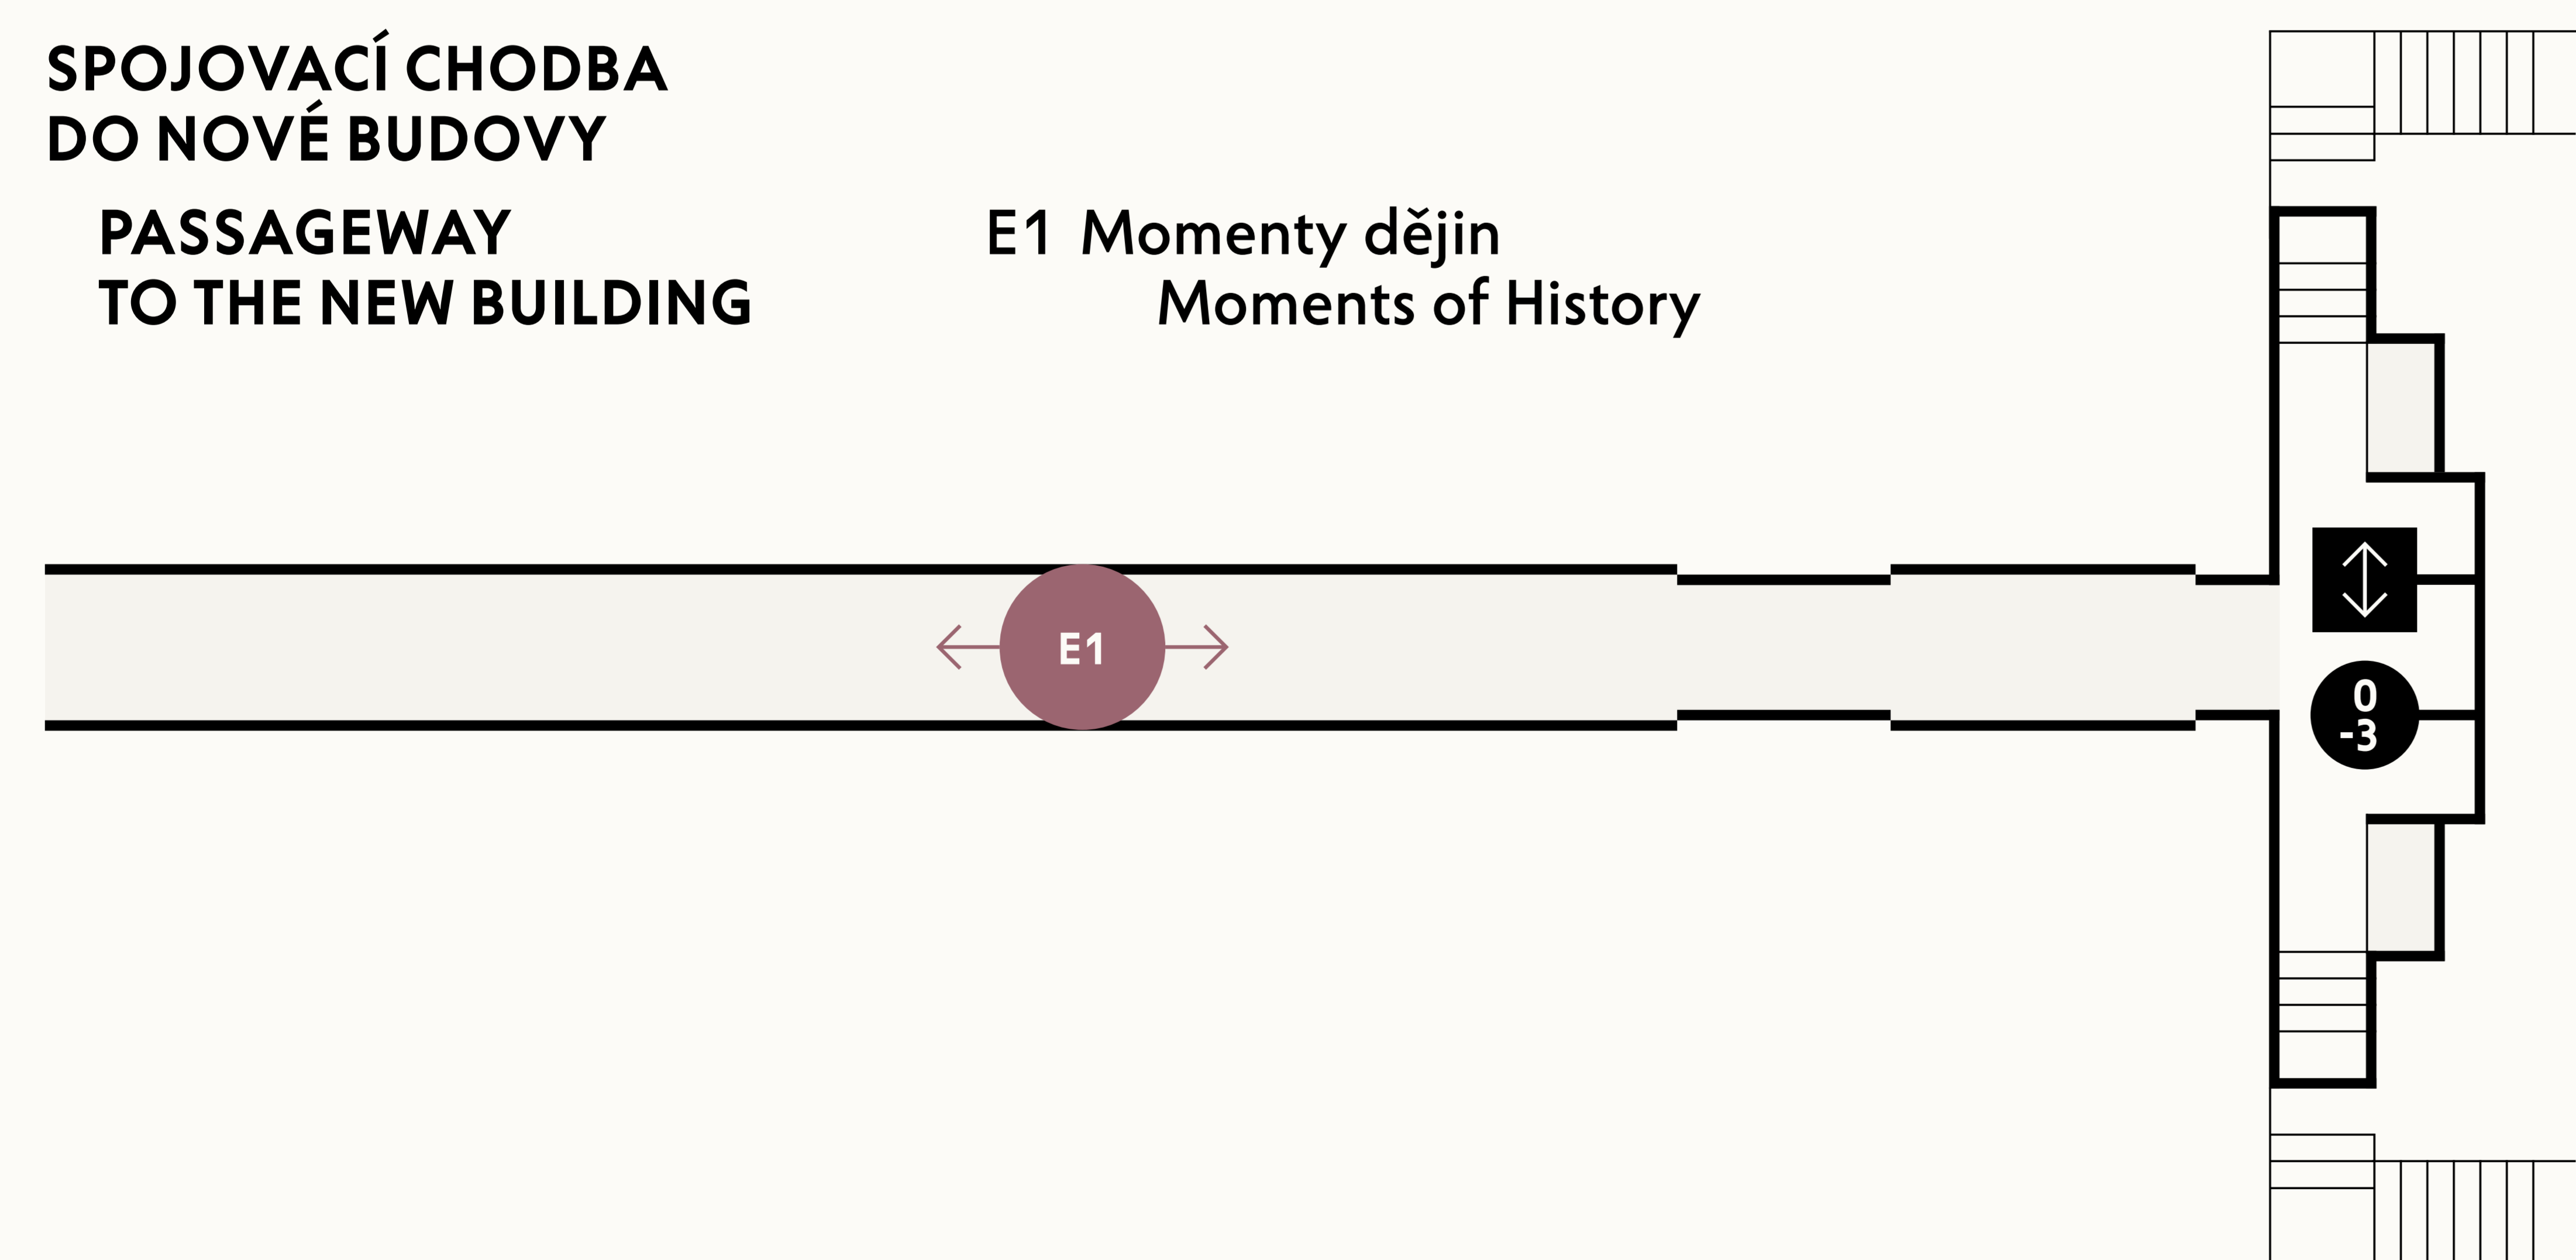 SPOJOVACÍ CHODBA
DO NOVÉ BUDOVY
PASSAGEWAY
TO THE NEW BUILDING
E1 Momenty dějin
Moments of History
E1
0
-3